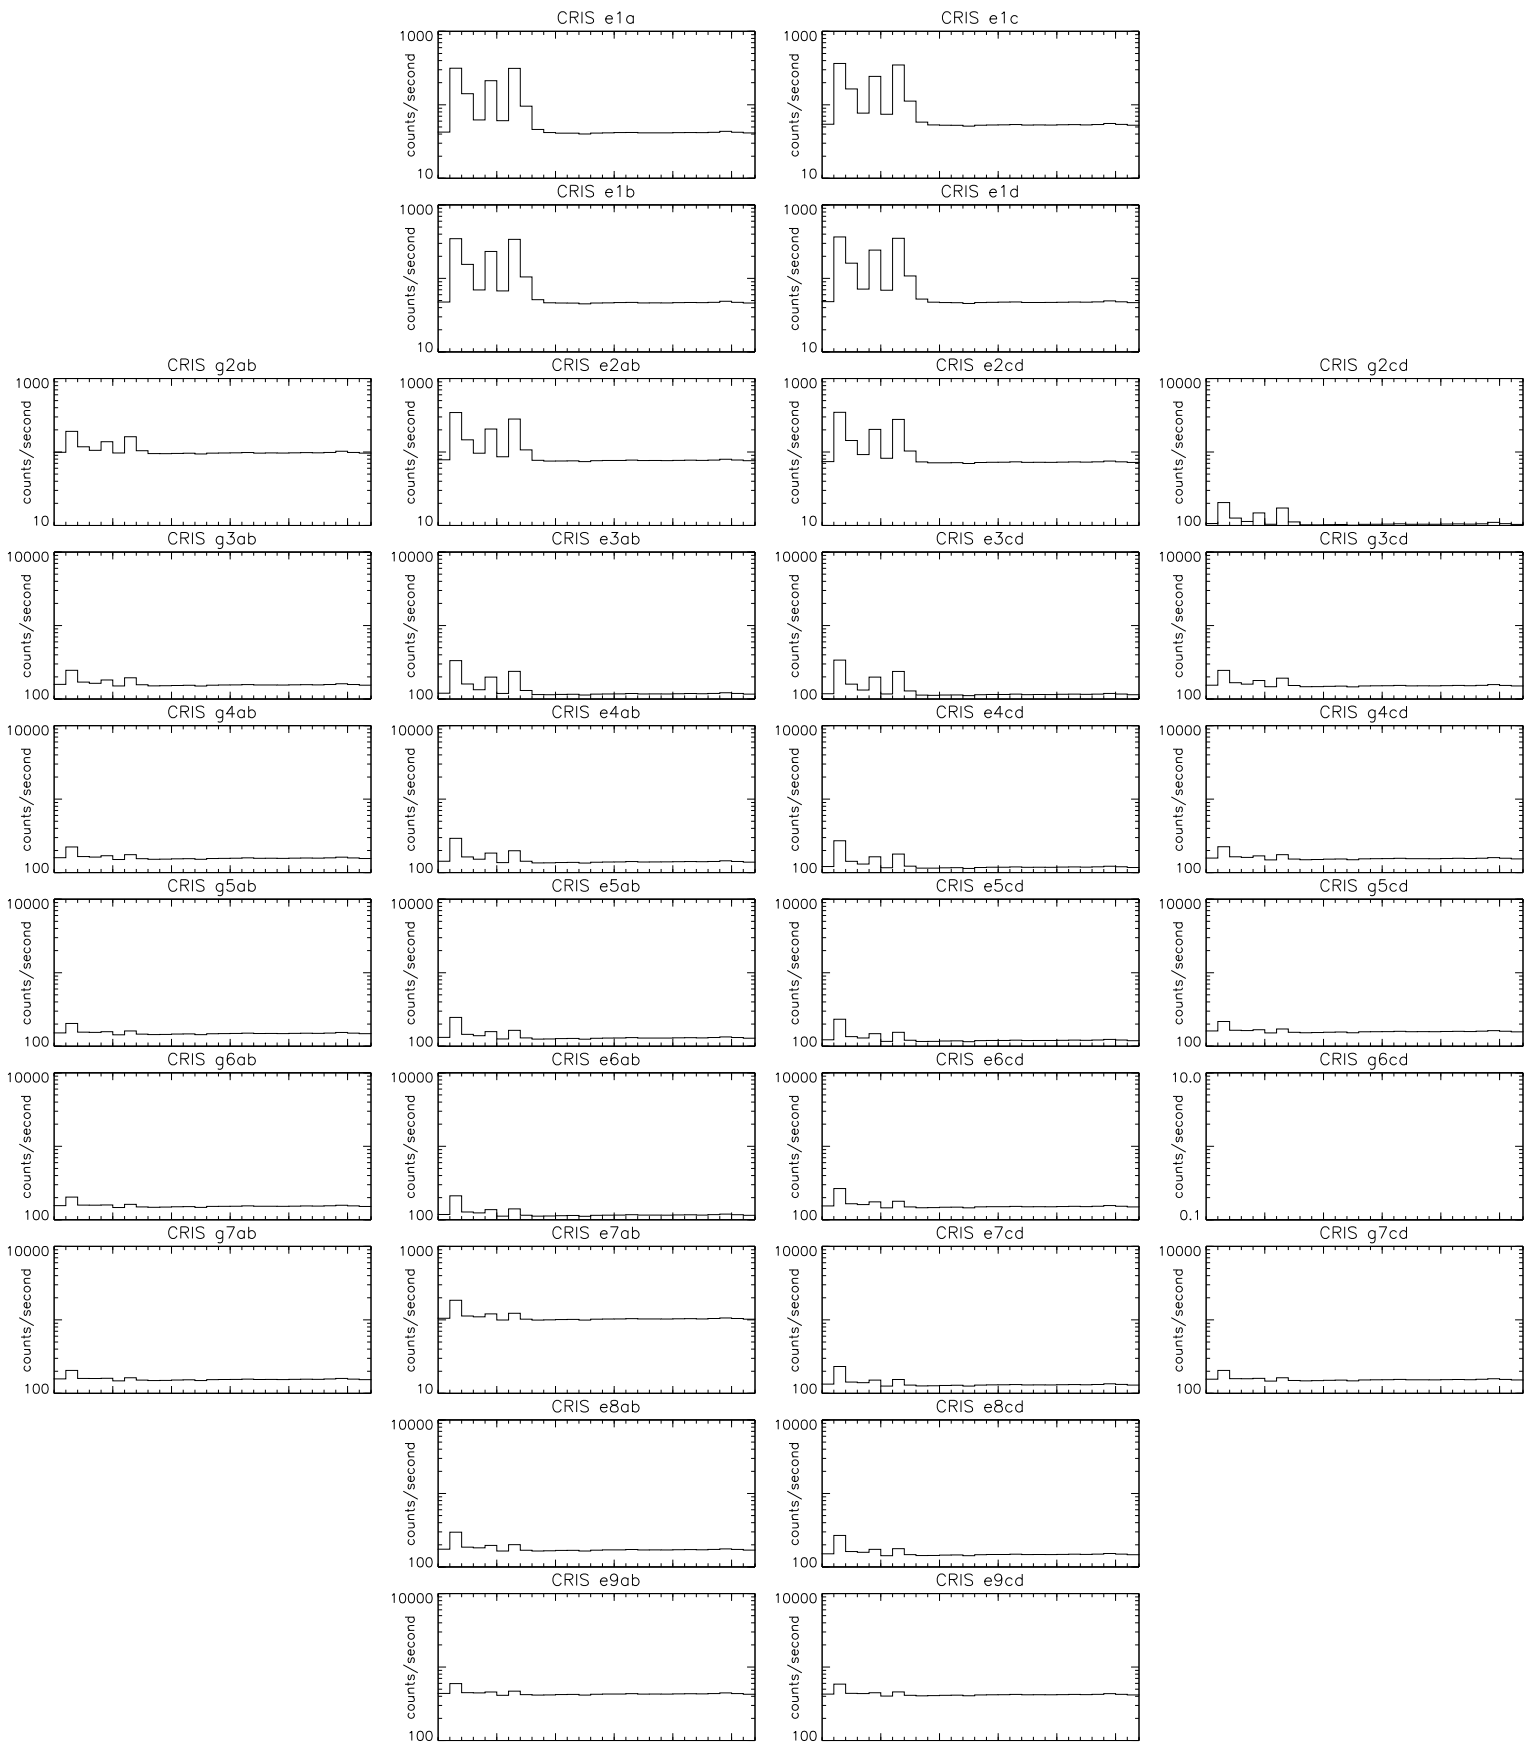 CRIS e1a
1000
counts/second
10
CRIS e1c
1000
counts/second
10
CRIS e1b
1000
counts/second
10
CRIS e1d
1000
counts/second
10
CRIS g2ab
1000
counts/second
10
CRIS e2ab
1000
counts/second
10
CRIS e2cd
1000
counts/second
10
CRIS g2cd
10000
counts/second
100
CRIS g3ab
10000
counts/second
100
CRIS e3ab
10000
counts/second
100
CRIS e3cd
10000
counts/second
100
CRIS g3cd
10000
counts/second
100
CRIS g4ab
10000
counts/second
100
CRIS e4ab
10000
counts/second
100
CRIS e4cd
10000
counts/second
100
CRIS g4cd
10000
counts/second
100
CRIS g5ab
10000
counts/second
100
CRIS e5ab
10000
counts/second
100
CRIS e5cd
10000
counts/second
100
CRIS g5cd
10000
counts/second
100
CRIS g6ab
10000
counts/second
100
CRIS e6ab
10000
counts/second
100
CRIS e6cd
10000
counts/second
100
CRIS g6cd
10.0
counts/second
0.1
CRIS g7ab
10000
counts/second
100
CRIS e7ab
1000
counts/second
10
CRIS e7cd
10000
counts/second
100
CRIS g7cd
10000
counts/second
100
CRIS e8ab
10000
counts/second
100
CRIS e8cd
10000
counts/second
100
CRIS e9ab
10000
counts/second
100
CRIS e9cd
10000
counts/second
100